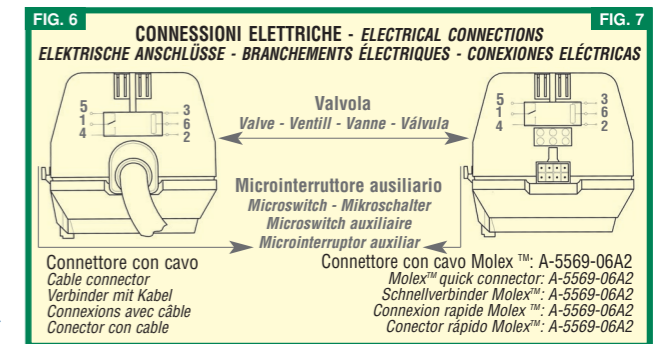 FIG. 6
FIG. 7
CONNESSIONI ELETTRICHE - ELECTRICAL CONNECTIONS
ELEKTRISCHE ANSCHLÜSSE - BRANCHEMENTS ÉLECTRIQUES - CONEXIONES ELÉCTRICAS
5 3
1 6
4 2
Valvola
Valve - Ventill - Vanne - Válvula
5 3
1 6
4 2
Microinterruttore ausiliario
Microswitch - Mikroschalter
Microswitch auxiliaire
Microinterruptor auxiliar
Connettore con cavo
Cable connector
Verbinder mit Kabel
Connexions avec câble
Conector con cable
Connettore con cavo Molex ™: A-5569-06A2
Molex™ quick connector: A-5569-06A2
Schnellverbinder Molex™: A-5569-06A2
Connexion rapide Molex ™: A-5569-06A2
Conector rápido Molex™: A-5569-06A2